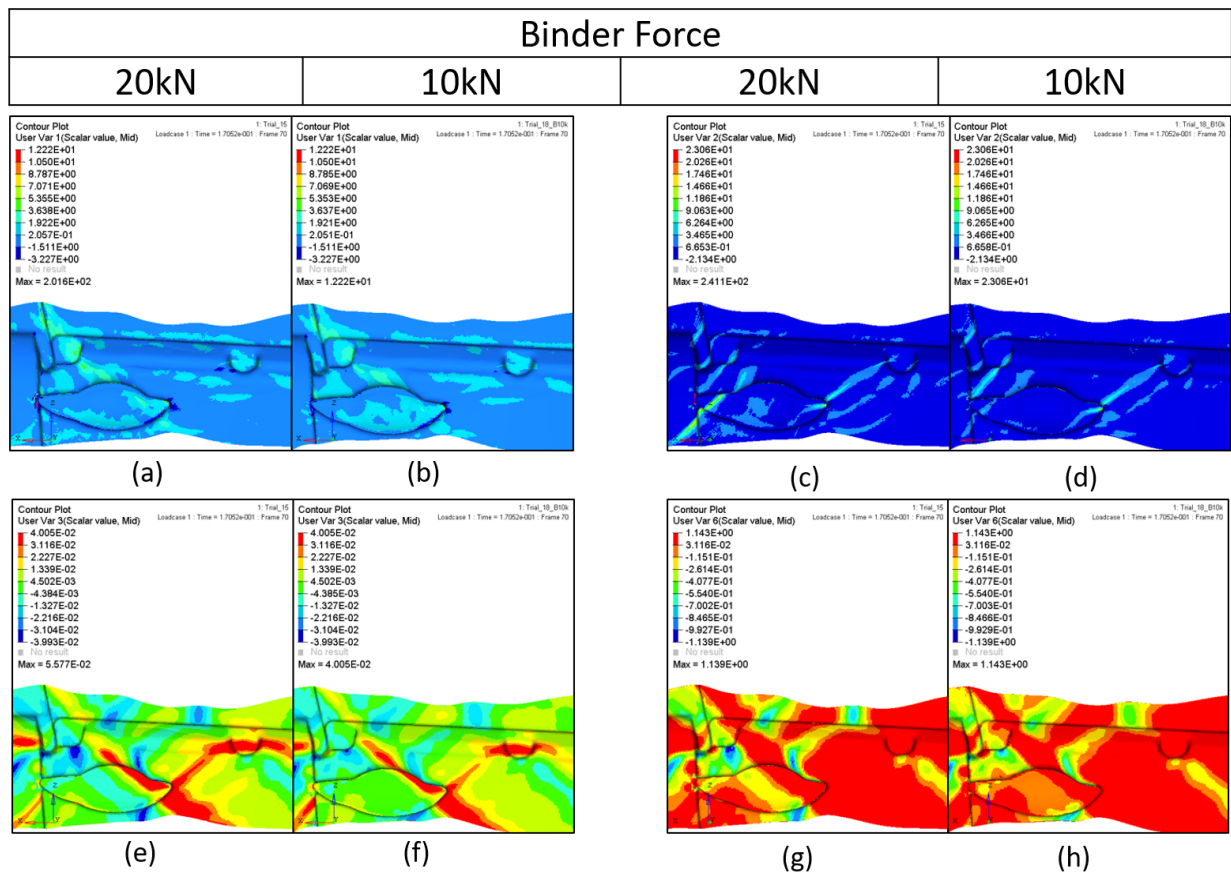 Binder Force
20kN 10kN 20kN 10kN
Contour Plot
User Var 1(Scalar value, Mid)
1: Trial_15
Loadcase 1 : Time = 1.7052e-001 : Frame 70
1.222E+01
1.050E+01
8.787E+00
7.071E+00
5.355E+00
3.638E+00
1.922E+00
2.057E-01
-1.511E+00
-3.227E+00
No result
Max = 2.016E+02
X Z Y
(a)
Contour Plot
User Var 1(Scalar value, Mid)
1: Trial_18_B10k
Loadcase 1 : Time = 1.7052e-001 : Frame 70
1.222E+01
1.050E+01
8.785E+00
7.069E+00
5.353E+00
3.637E+00
1.921E+00
2.051E-01
-1.511E+00
-3.227E+00
No result
Max = 1.222E+01
X Z Y
(b)
Contour Plot
User Var 2(Scalar value, Mid)
1: Trial_15
Loadcase 1 : Time = 1.7052e-001 : Frame 70
2.306E+01
2.026E+01
1.746E+01
1.466E+01
1.186E+01
9.063E+00
6.264E+00
3.465E+00
6.653E-01
-2.134E+00
No result
Max = 2.411E+02
(c)
Contour Plot
User Var 2(Scalar value, Mid)
1: Trial_18_B10k
Loadcase 1 : Time = 1.7052e-001 : Frame 70
2.306E+01
2.026E+01
1.746E+01
1.466E+01
1.186E+01
9.065E+00
6.265E+00
3.466E+00
6.658E-01
-2.134E+00
No result
Max = 2.306E+01
(d)
Contour Plot
User Var 3(Scalar value, Mid)
1: Trial_15
Loadcase 1 : Time = 1.7052e-001 : Frame 70
4.005E-02
3.116E-02
2.227E-02
1.339E-02
4.502E-03
-4.384E-03
-1.327E-02
-2.216E-02
-3.104E-02
-3.993E-02
No result
Max = 5.577E-02
(e)
Contour Plot
User Var 3(Scalar value, Mid)
1: Trial_18_B10k
Loadcase 1 : Time = 1.7052e-001 : Frame 70
4.005E-02
3.116E-02
2.227E-02
1.339E-02
4.502E-03
-4.385E-03
-1.327E-02
-2.216E-02
-3.104E-02
-3.993E-02
No result
Max = 4.005E-02
(f)
Contour Plot
User Var 6(Scalar value, Mid)
1: Trial_15
Loadcase 1 : Time = 1.7052e-001 : Frame 70
1.143E+00
3.116E-02
-1.151E-01
-2.614E-01
-4.077E-01
-5.540E-01
-7.002E-01
-8.465E-01
-9.927E-01
-1.139E+00
No result
Max = 1.139E+00
(g)
Contour Plot
User Var 6(Scalar value, Mid)
1: Trial_18_B10k
Loadcase 1 : Time = 1.7052e-001 : Frame 70
1.143E+00
3.116E-02
-1.151E-01
-2.614E-01
-4.077E-01
-5.540E-01
-7.003E-01
-8.466E-01
-9.929E-01
-1.139E+00
No result
Max = 1.143E+00
(h)